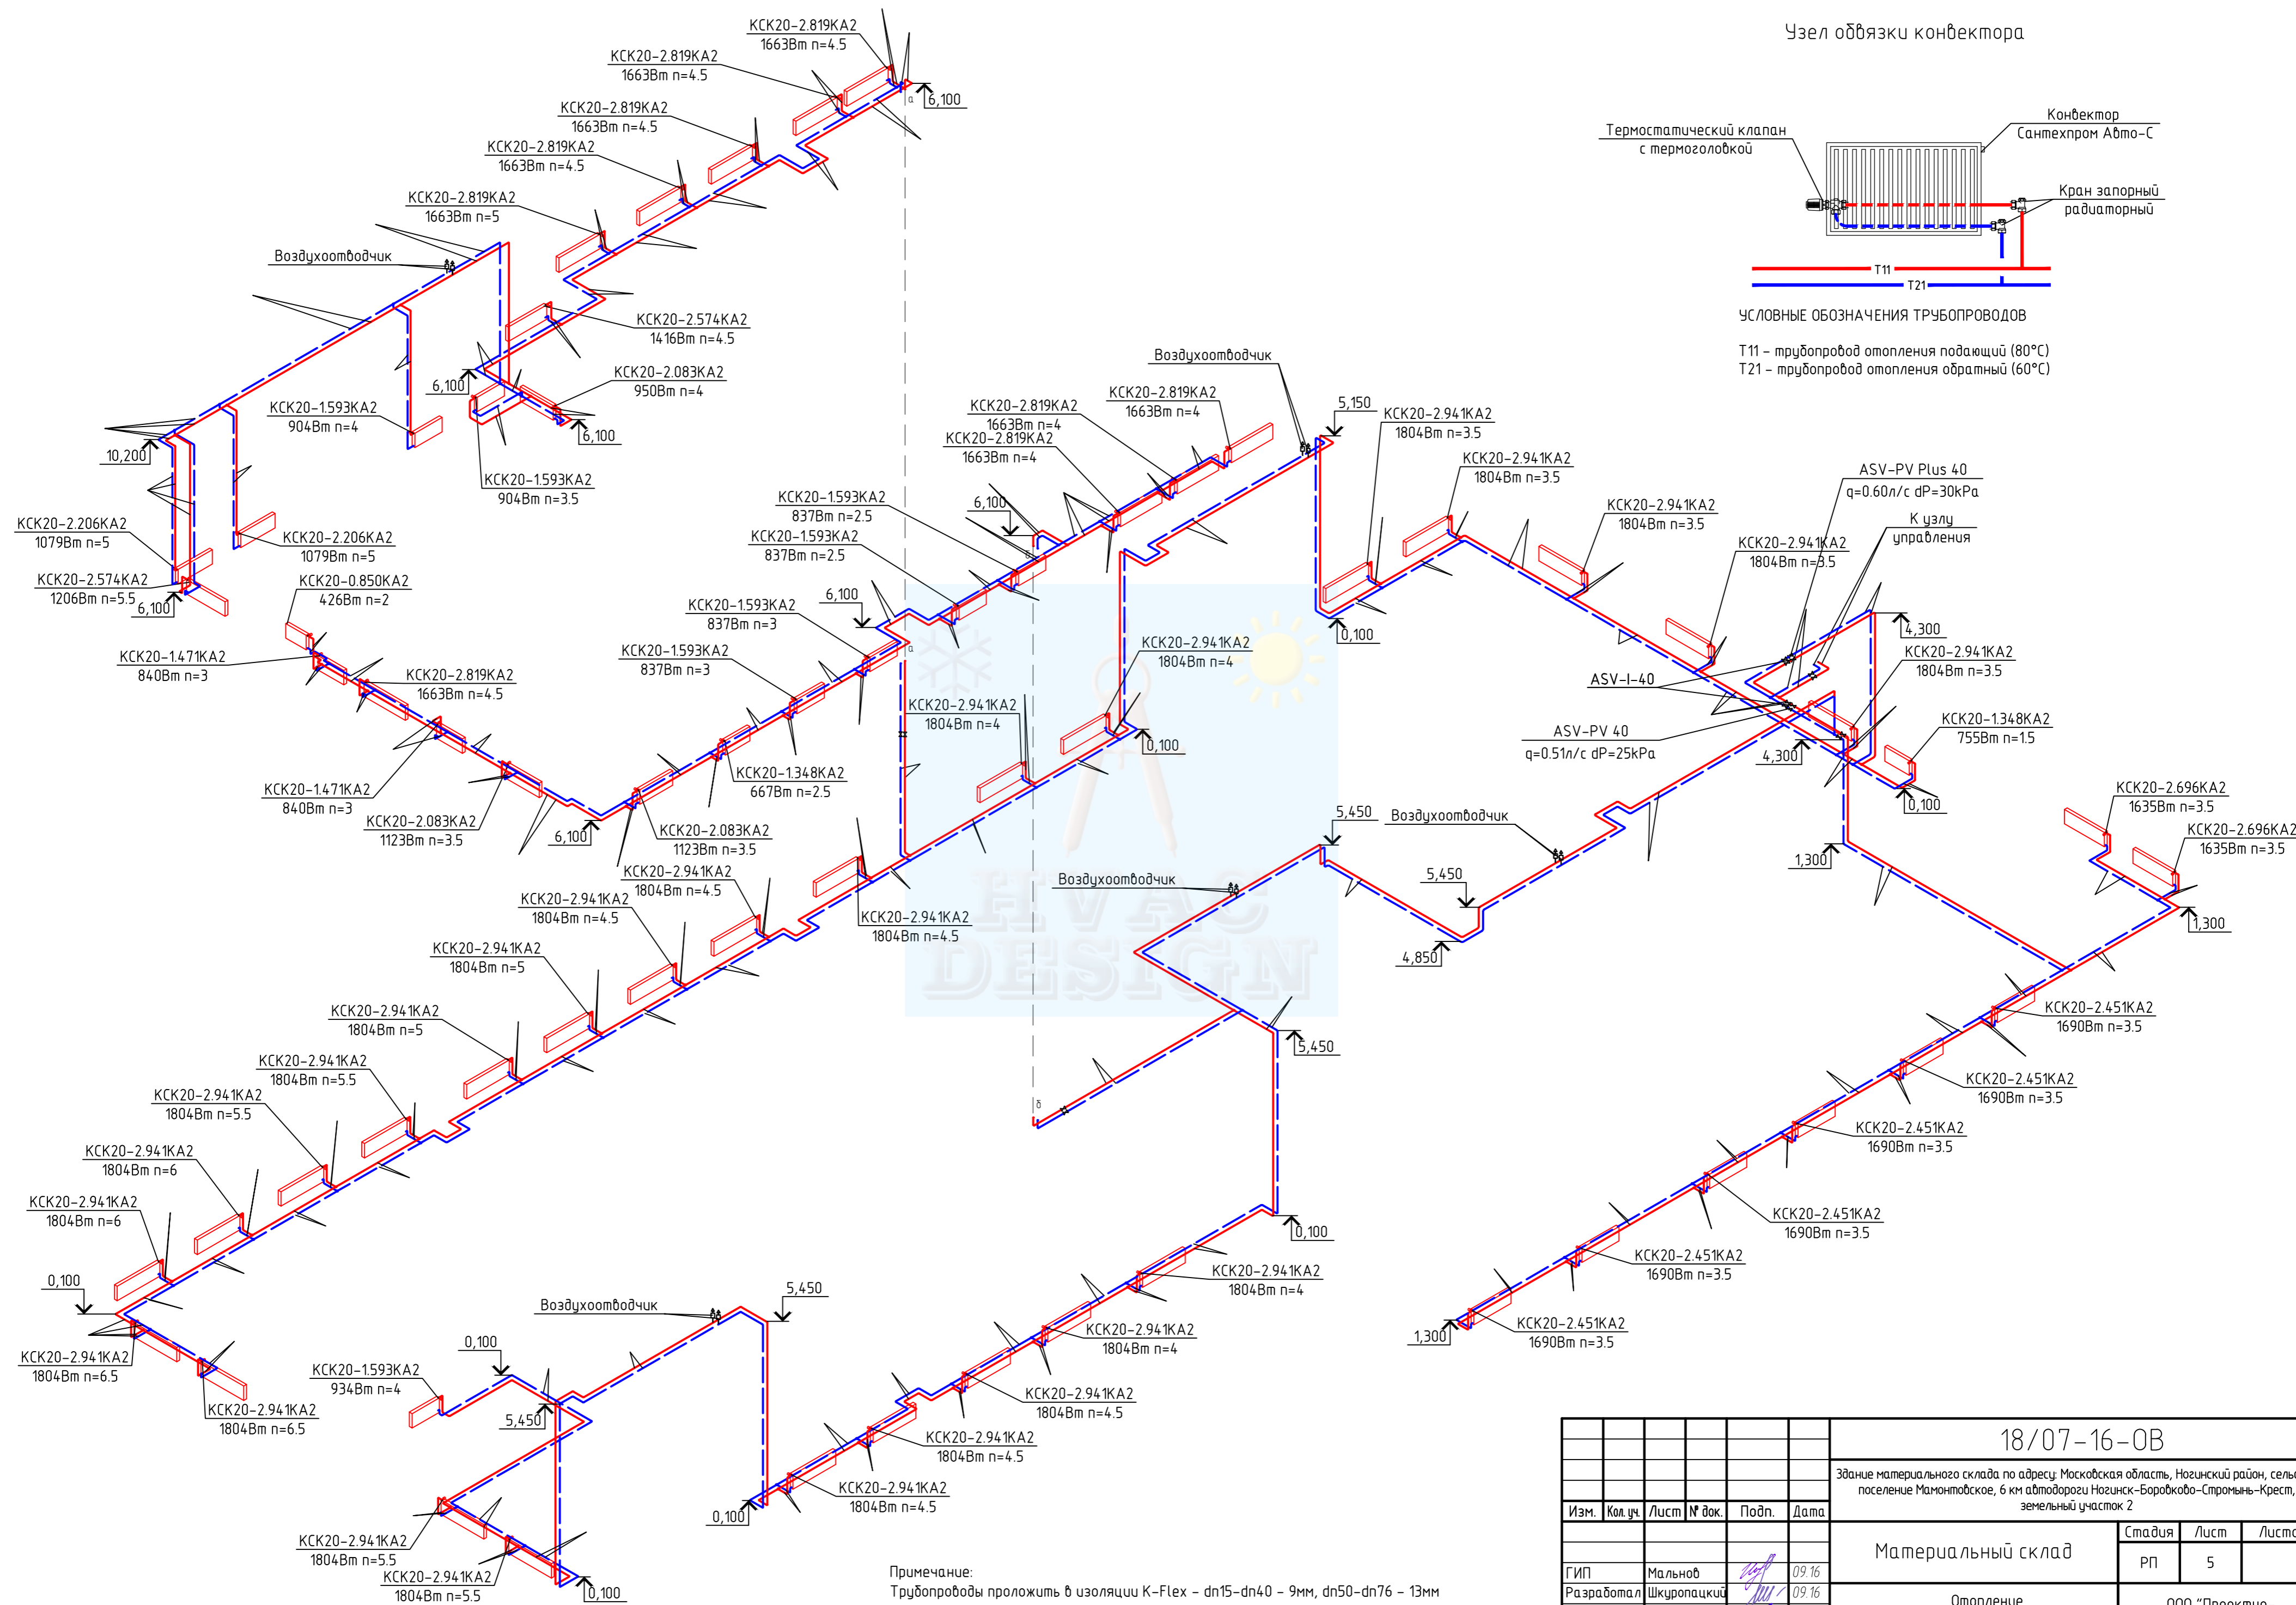 Узел обвязки конвектора
Термостатический клапан
с термоголовкой
Конвектор
Сантехпром Авто-С
Кран запорный
радиаторный
Т11
Т21
УСЛОВНЫЕ ОБОЗНАЧЕНИЯ ТРУБОПРОВОДОВ
Т11 – трубопровод отопления подающий (80°С)
Т21 – трубопровод отопления обратный (60°С)
КСК20-2.819КА2
1663Вт n=4.5
КСК20-2.819КА2
1663Вт n=4.5
КСК20-2.819КА2
1663Вт n=4.5
КСК20-2.819КА2
1663Вт n=4.5
КСК20-2.819КА2
1663Вт n=5
а
6,100
Воздухоотводчик
КСК20-2.574КА2
1416Вт n=4.5
КСК20-2.083КА2
950Вт n=4
6,100
6,100
КСК20-1.593КА2
904Вт n=4
КСК20-1.593КА2
904Вт n=3.5
10,200
КСК20-2.206КА2
1079Вт n=5
КСК20-2.206КА2
1079Вт n=5
КСК20-2.574КА2
1206Вт n=5.5
6,100
КСК20-0.850КА2
426Вт n=2
КСК20-1.471КА2
840Вт n=3
КСК20-2.819КА2
1663Вт n=4.5
КСК20-1.471КА2
840Вт n=3
КСК20-2.083КА2
1123Вт n=3.5
6,100
КСК20-2.083КА2
1123Вт n=3.5
КСК20-1.348КА2
667Вт n=2.5
КСК20-1.593КА2
837Вт n=3
КСК20-1.593КА2
837Вт n=3
6,100
КСК20-1.593КА2
837Вт n=2.5
КСК20-1.593КА2
837Вт n=2.5
6,100
б
а
КСК20-2.819КА2
1663Вт n=4
КСК20-2.819КА2
1663Вт n=4
КСК20-2.819КА2
1663Вт n=4
Воздухоотводчик
5,150
КСК20-2.941КА2
1804Вт n=3.5
КСК20-2.941КА2
1804Вт n=3.5
КСК20-2.941КА2
1804Вт n=3.5
КСК20-2.941КА2
1804Вт n=3.5
0,100
ASV-PV Plus 40
q=0.60л/с dP=30kPa
К узлу
управления
4,300
КСК20-2.941КА2
1804Вт n=3.5
КСК20-1.348КА2
755Вт n=1.5
ASV-I-40
ASV-PV 40
q=0.51л/с dP=25kPa
4,300
0,100
1,300
КСК20-2.696КА2
1635Вт n=3.5
КСК20-2.696КА2
1635Вт n=3.5
1,300
КСК20-2.451КА2
1690Вт n=3.5
КСК20-2.451КА2
1690Вт n=3.5
КСК20-2.451КА2
1690Вт n=3.5
КСК20-2.451КА2
1690Вт n=3.5
КСК20-2.451КА2
1690Вт n=3.5
КСК20-2.451КА2
1690Вт n=3.5
1,300
КСК20-2.941КА2
1804Вт n=4
КСК20-2.941КА2
1804Вт n=4
0,100
HVAC
DESIGN
5,450
Воздухоотводчик
Воздухоотводчик
5,450
4,850
5,450
б
0,100
КСК20-2.941КА2
1804Вт n=4.5
КСК20-2.941КА2
1804Вт n=4.5
КСК20-2.941КА2
1804Вт n=4.5
КСК20-2.941КА2
1804Вт n=5
КСК20-2.941КА2
1804Вт n=5
КСК20-2.941КА2
1804Вт n=5.5
КСК20-2.941КА2
1804Вт n=5.5
КСК20-2.941КА2
1804Вт n=6
КСК20-2.941КА2
1804Вт n=6
0,100
КСК20-2.941КА2
1804Вт n=6.5
КСК20-2.941КА2
1804Вт n=6.5
КСК20-1.593КА2
934Вт n=4
0,100
Воздухоотводчик
5,450
5,450
КСК20-2.941КА2
1804Вт n=5.5
КСК20-2.941КА2
1804Вт n=5.5
0,100
КСК20-2.941КА2
1804Вт n=4
КСК20-2.941КА2
1804Вт n=4
КСК20-2.941КА2
1804Вт n=4.5
КСК20-2.941КА2
1804Вт n=4.5
КСК20-2.941КА2
1804Вт n=4.5
0,100
Примечание:
Трубопроводы проложить в изоляции K-Flex – dn15-dn40 – 9мм, dn50-dn76 – 13мм
18/07-16-ОВ
Здание материального склада по адресу: Московская область, Ногинский район,
поселение Мамонтовское, 6 км автодороги Ногинск-Боровково-Стромынь-Крест,
земельный участок 2
Изм. Кол.уч. Лист № док. Подп. Дата
Материальный склад
Стадия Лист
РП 5
ГИП Мальнов 09.16
Разработал Шкуропацкий 09.16
Отопление
ООО "Проектно